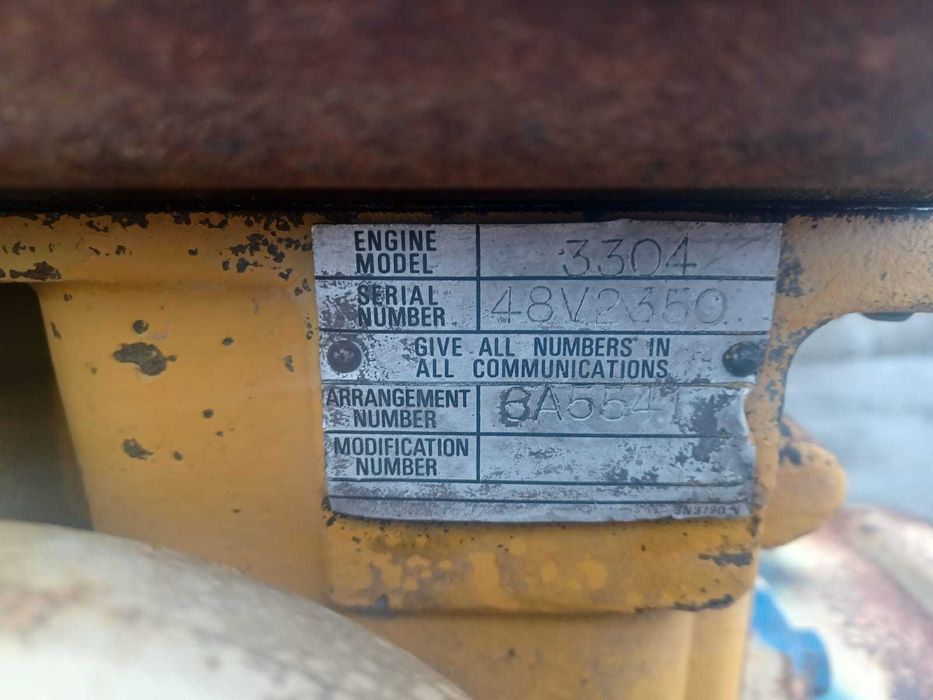 ENGINE MODEL 3304
SERIAL NUMBER 48V2350
GIVE ALL NUMBERS IN
ALL COMMUNICATIONS
ARRANGEMENT NUMBER
MODIFICATION NUMBER